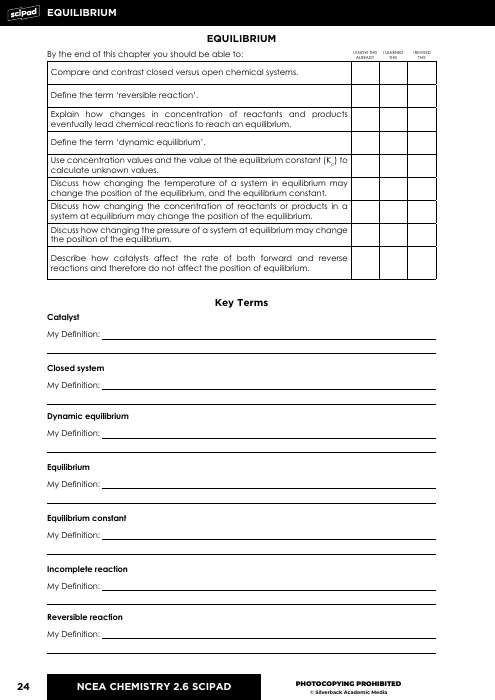 scipad EQUILIBRIUM
EQUILIBRIUM
By the end of this chapter you should be able to:
I KNOW THIS ALREADY
I LEARNED THIS
I REVISED THIS
Compare and contrast closed versus open chemical systems.
Define the term ‘reversible reaction’.
Explain how changes in concentration of reactants and products
eventually lead chemical reactions to reach an equilibrium.
Define the term ‘dynamic equilibrium’.
Use concentration values and the value of the equilibrium constant (Kc) to
calculate unknown values.
Discuss how changing the temperature of a system in equilibrium may
change the position of the equilibrium, and the equilibrium constant.
Discuss how changing the concentration of reactants or products in a
system at equilibrium may change the position of the equilibrium.
Discuss how changing the pressure of a system at equilibrium may change
the position of the equilibrium.
Describe how catalysts affect the rate of both forward and reverse
reactions and therefore do not affect the position of equilibrium.
Key Terms
Catalyst
My Definition:
Closed system
My Definition:
Dynamic equilibrium
My Definition:
Equilibrium
My Definition:
Equilibrium constant
My Definition:
Incomplete reaction
My Definition:
Reversible reaction
My Definition:
24
NCEA CHEMISTRY 2.6 SCIPAD
PHOTOCOPYING PROHIBITED
© Silverback Academic Media